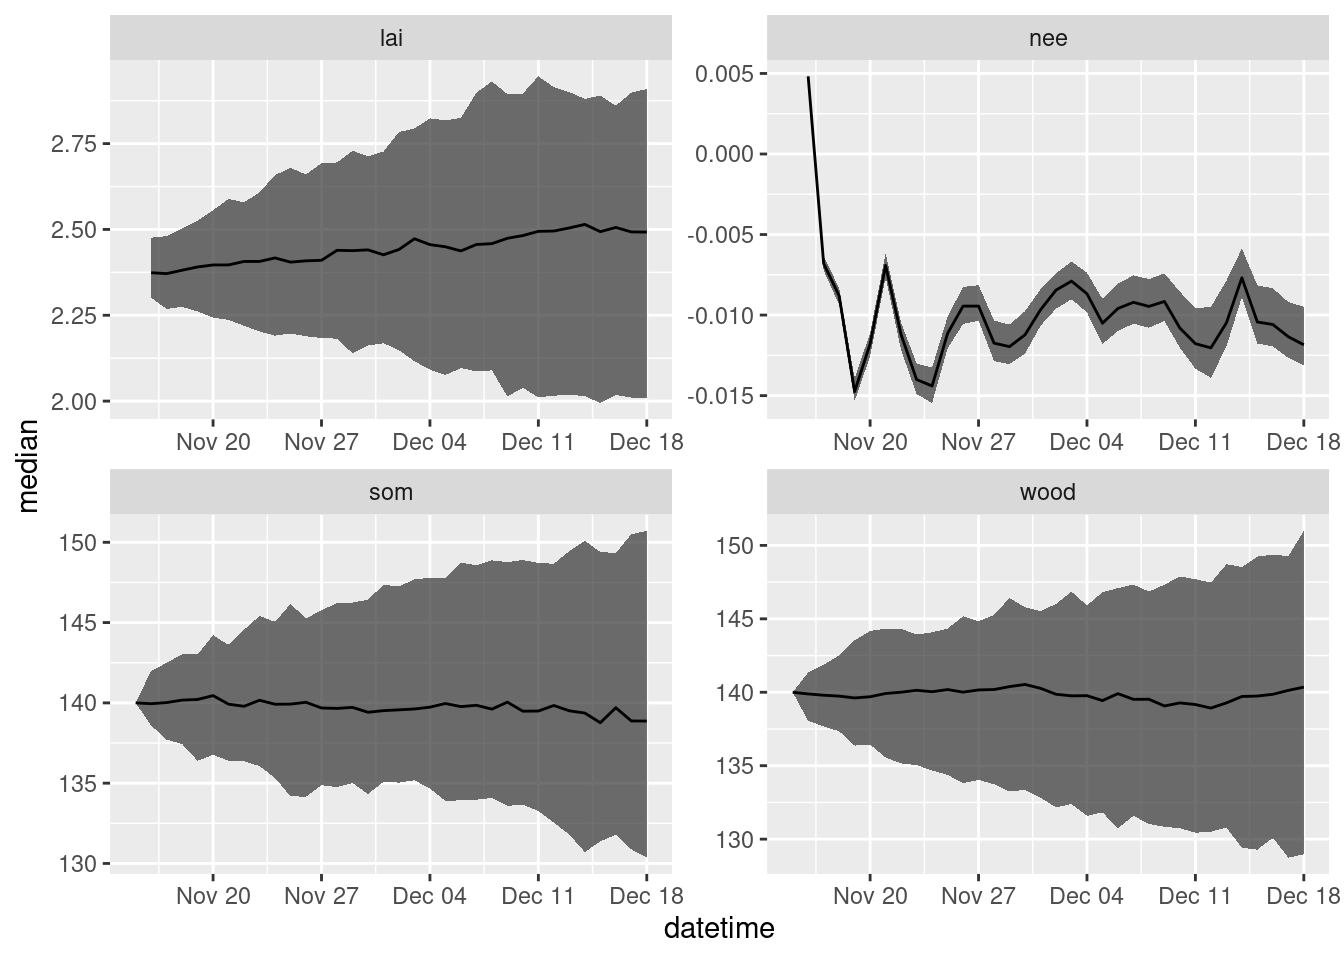 lai
2.75
2.50
2.25
2.00
Nov 20 Nov 27 Dec 04 Dec 11 Dec 18
nee
0.005
0.000
-0.005
-0.010
-0.015
Nov 20 Nov 27 Dec 04 Dec 11 Dec 18
median
som
150
145
140
135
130
Nov 20 Nov 27 Dec 04 Dec 11 Dec 18
wood
150
145
140
135
130
Nov 20 Nov 27 Dec 04 Dec 11 Dec 18
datetime